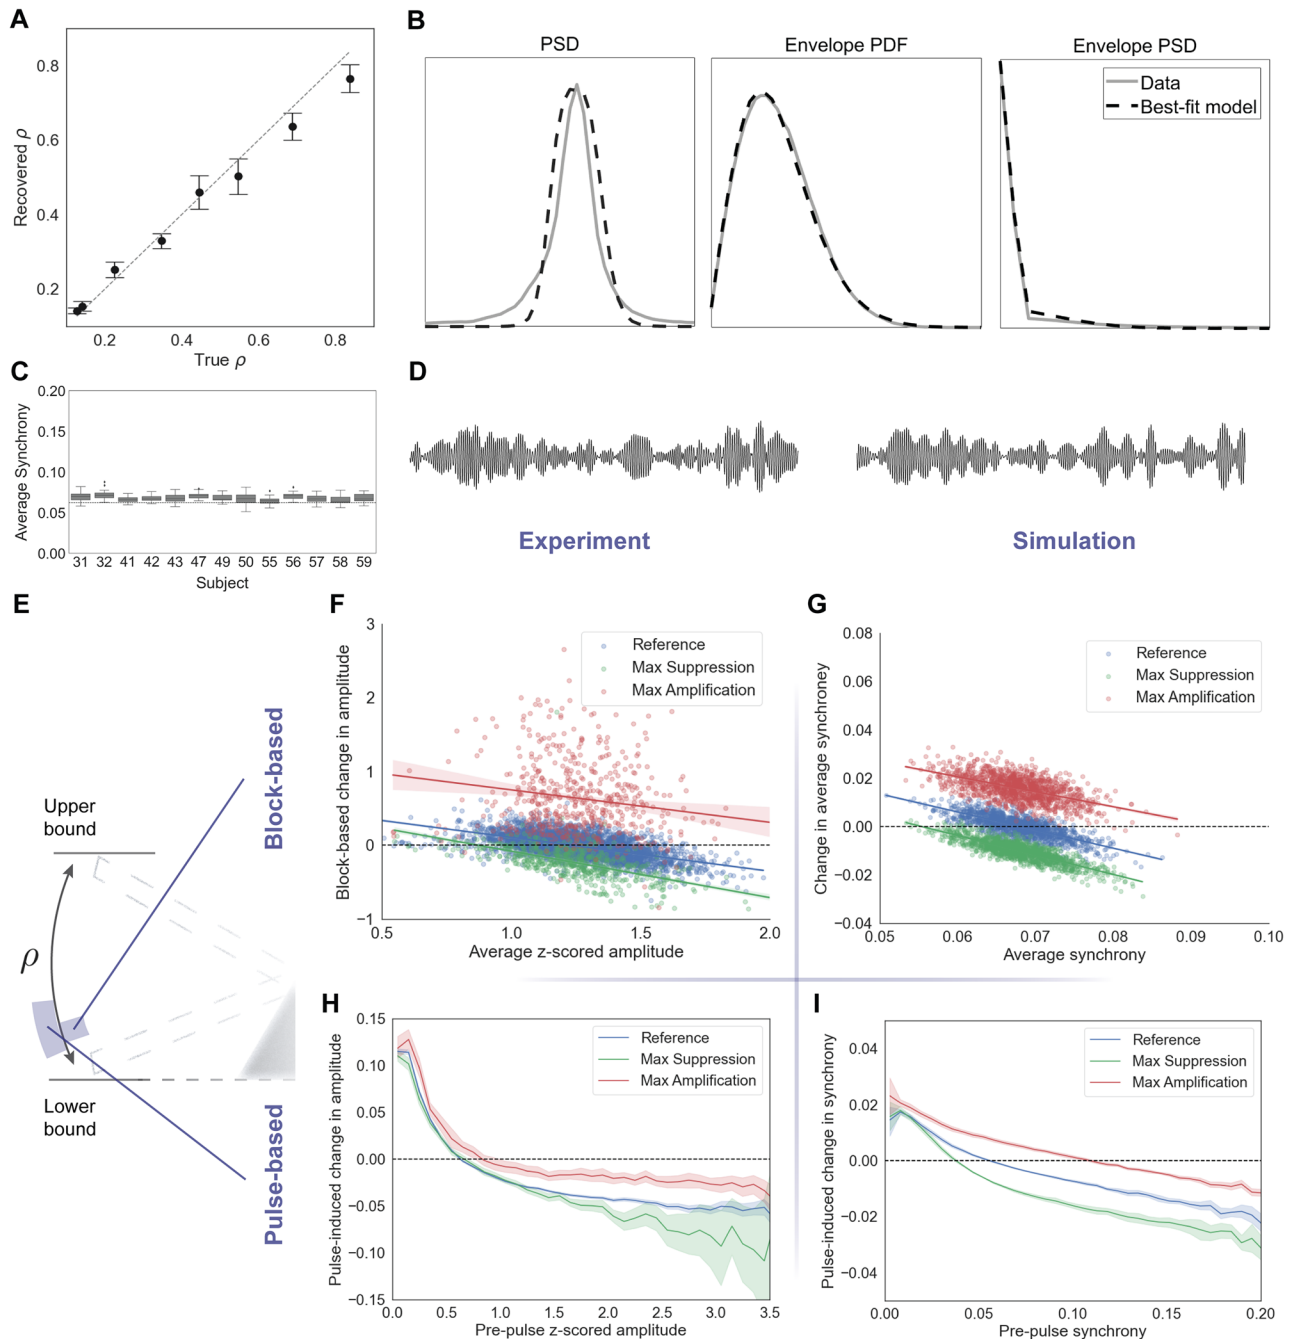 A
0.8
0.6
0.4
0.2
Recovered ρ
0.2 0.4 0.6 0.8
True ρ
B
PSD
Envelope PDF
Envelope PSD
Data
Best-fit model
C
0.20
0.15
0.10
0.05
0.00
Average Synchrony
31 32 41 42 43 47 49 50 55 56 57 58 59
Subject
D
Experiment
Simulation
E
Upper
bound
ρ
Lower
bound
Block-based
Pulse-based
F
3
2
1
0
−1
Block-based change in amplitude
Reference
Max Suppression
Max Amplification
0.5 1.0 1.5 2.0
Average z-scored amplitude
G
0.08
0.06
0.04
0.02
0.00
−0.02
−0.04
Change in average synchroney
Reference
Max Suppression
Max Amplification
0.05 0.06 0.07 0.08 0.09 0.10
Average synchrony
H
0.15
0.10
0.05
0.00
−0.05
−0.10
−0.15
Pulse-induced change in amplitude
Reference
Max Suppression
Max Amplification
0.0 0.5 1.0 1.5 2.0 2.5 3.0 3.5
Pre-pulse z-scored amplitude
I
0.04
0.02
0.00
−0.02
−0.04
Pulse-induced change in synchrony
Reference
Max Suppression
Max Amplification
0.00 0.05 0.10 0.15 0.20
Pre-pulse synchrony